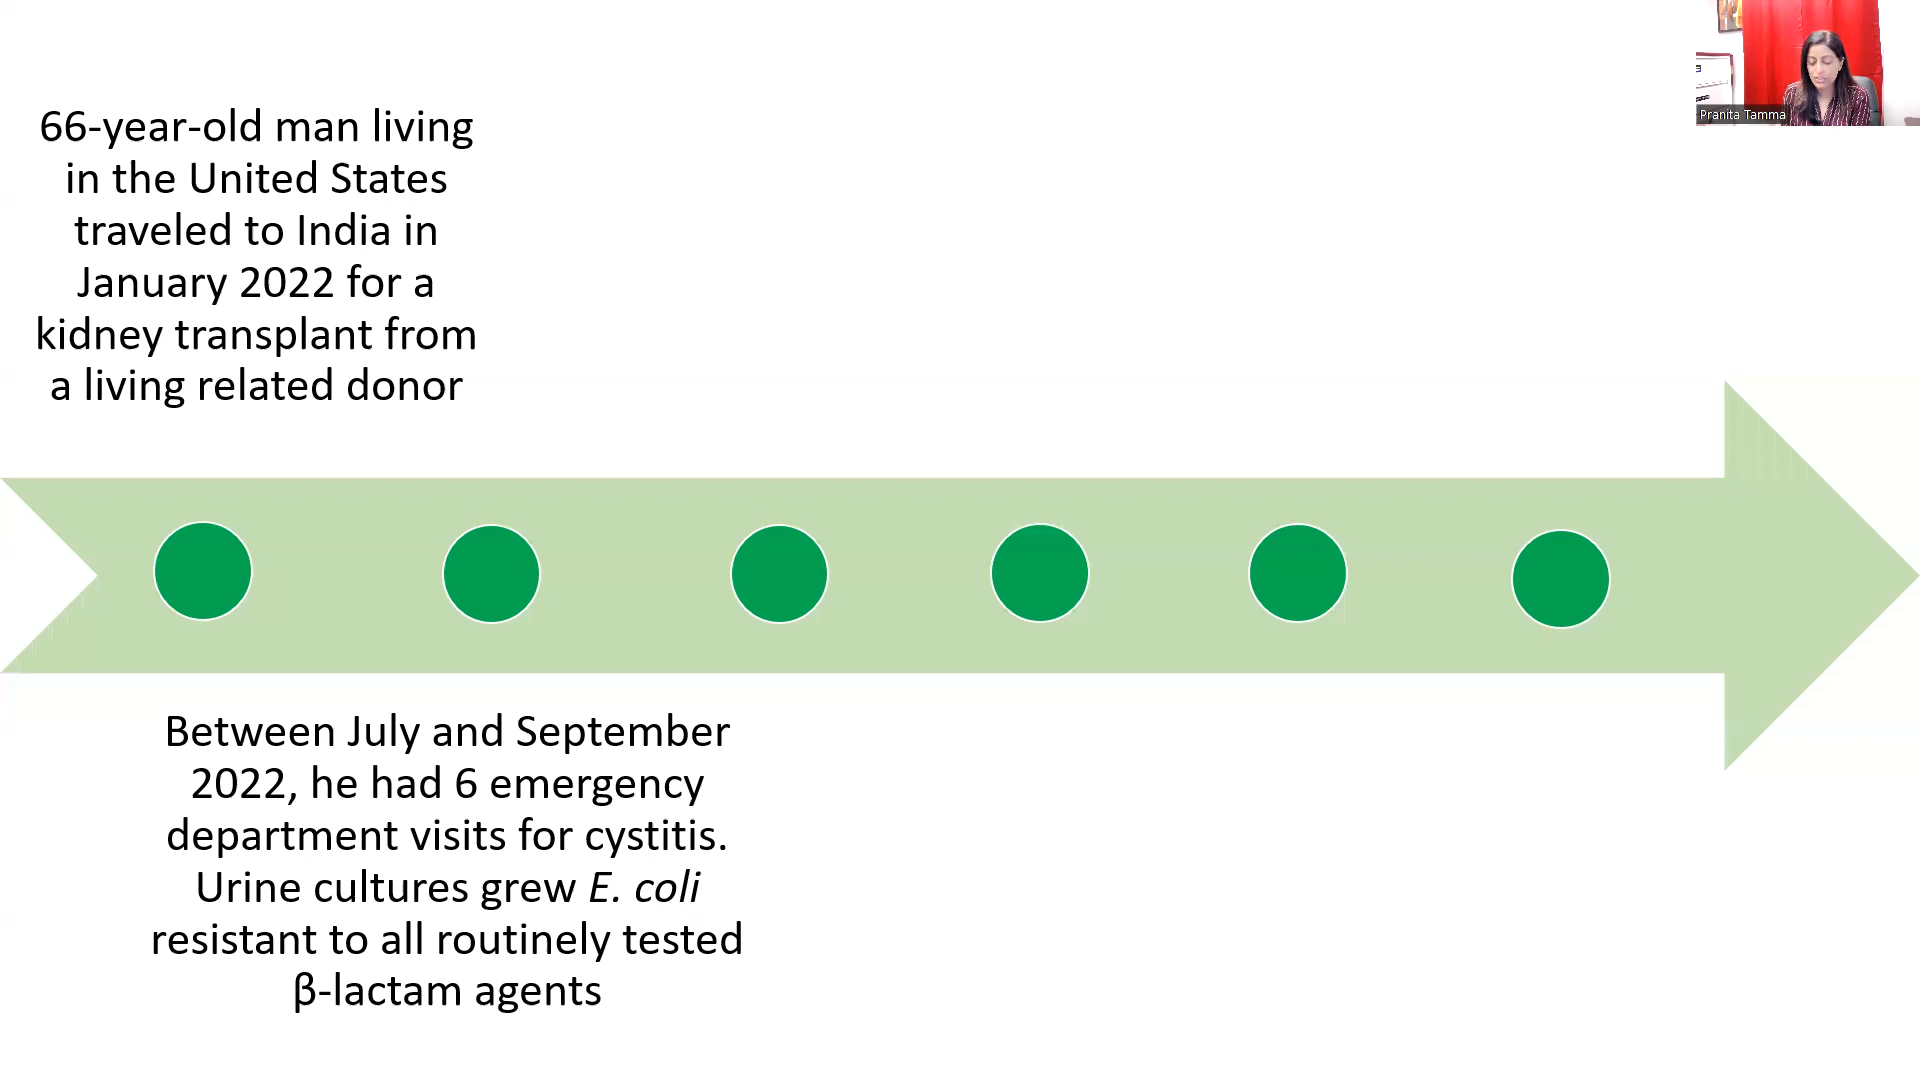 66-year-old man living
in the United States
traveled to India in
January 2022 for a
kidney transplant from
a living related donor
Pranita Tamma
Between July and September
2022, he had 6 emergency
department visits for cystitis.
Urine cultures grew E. coli
resistant to all routinely tested
β-lactam agents